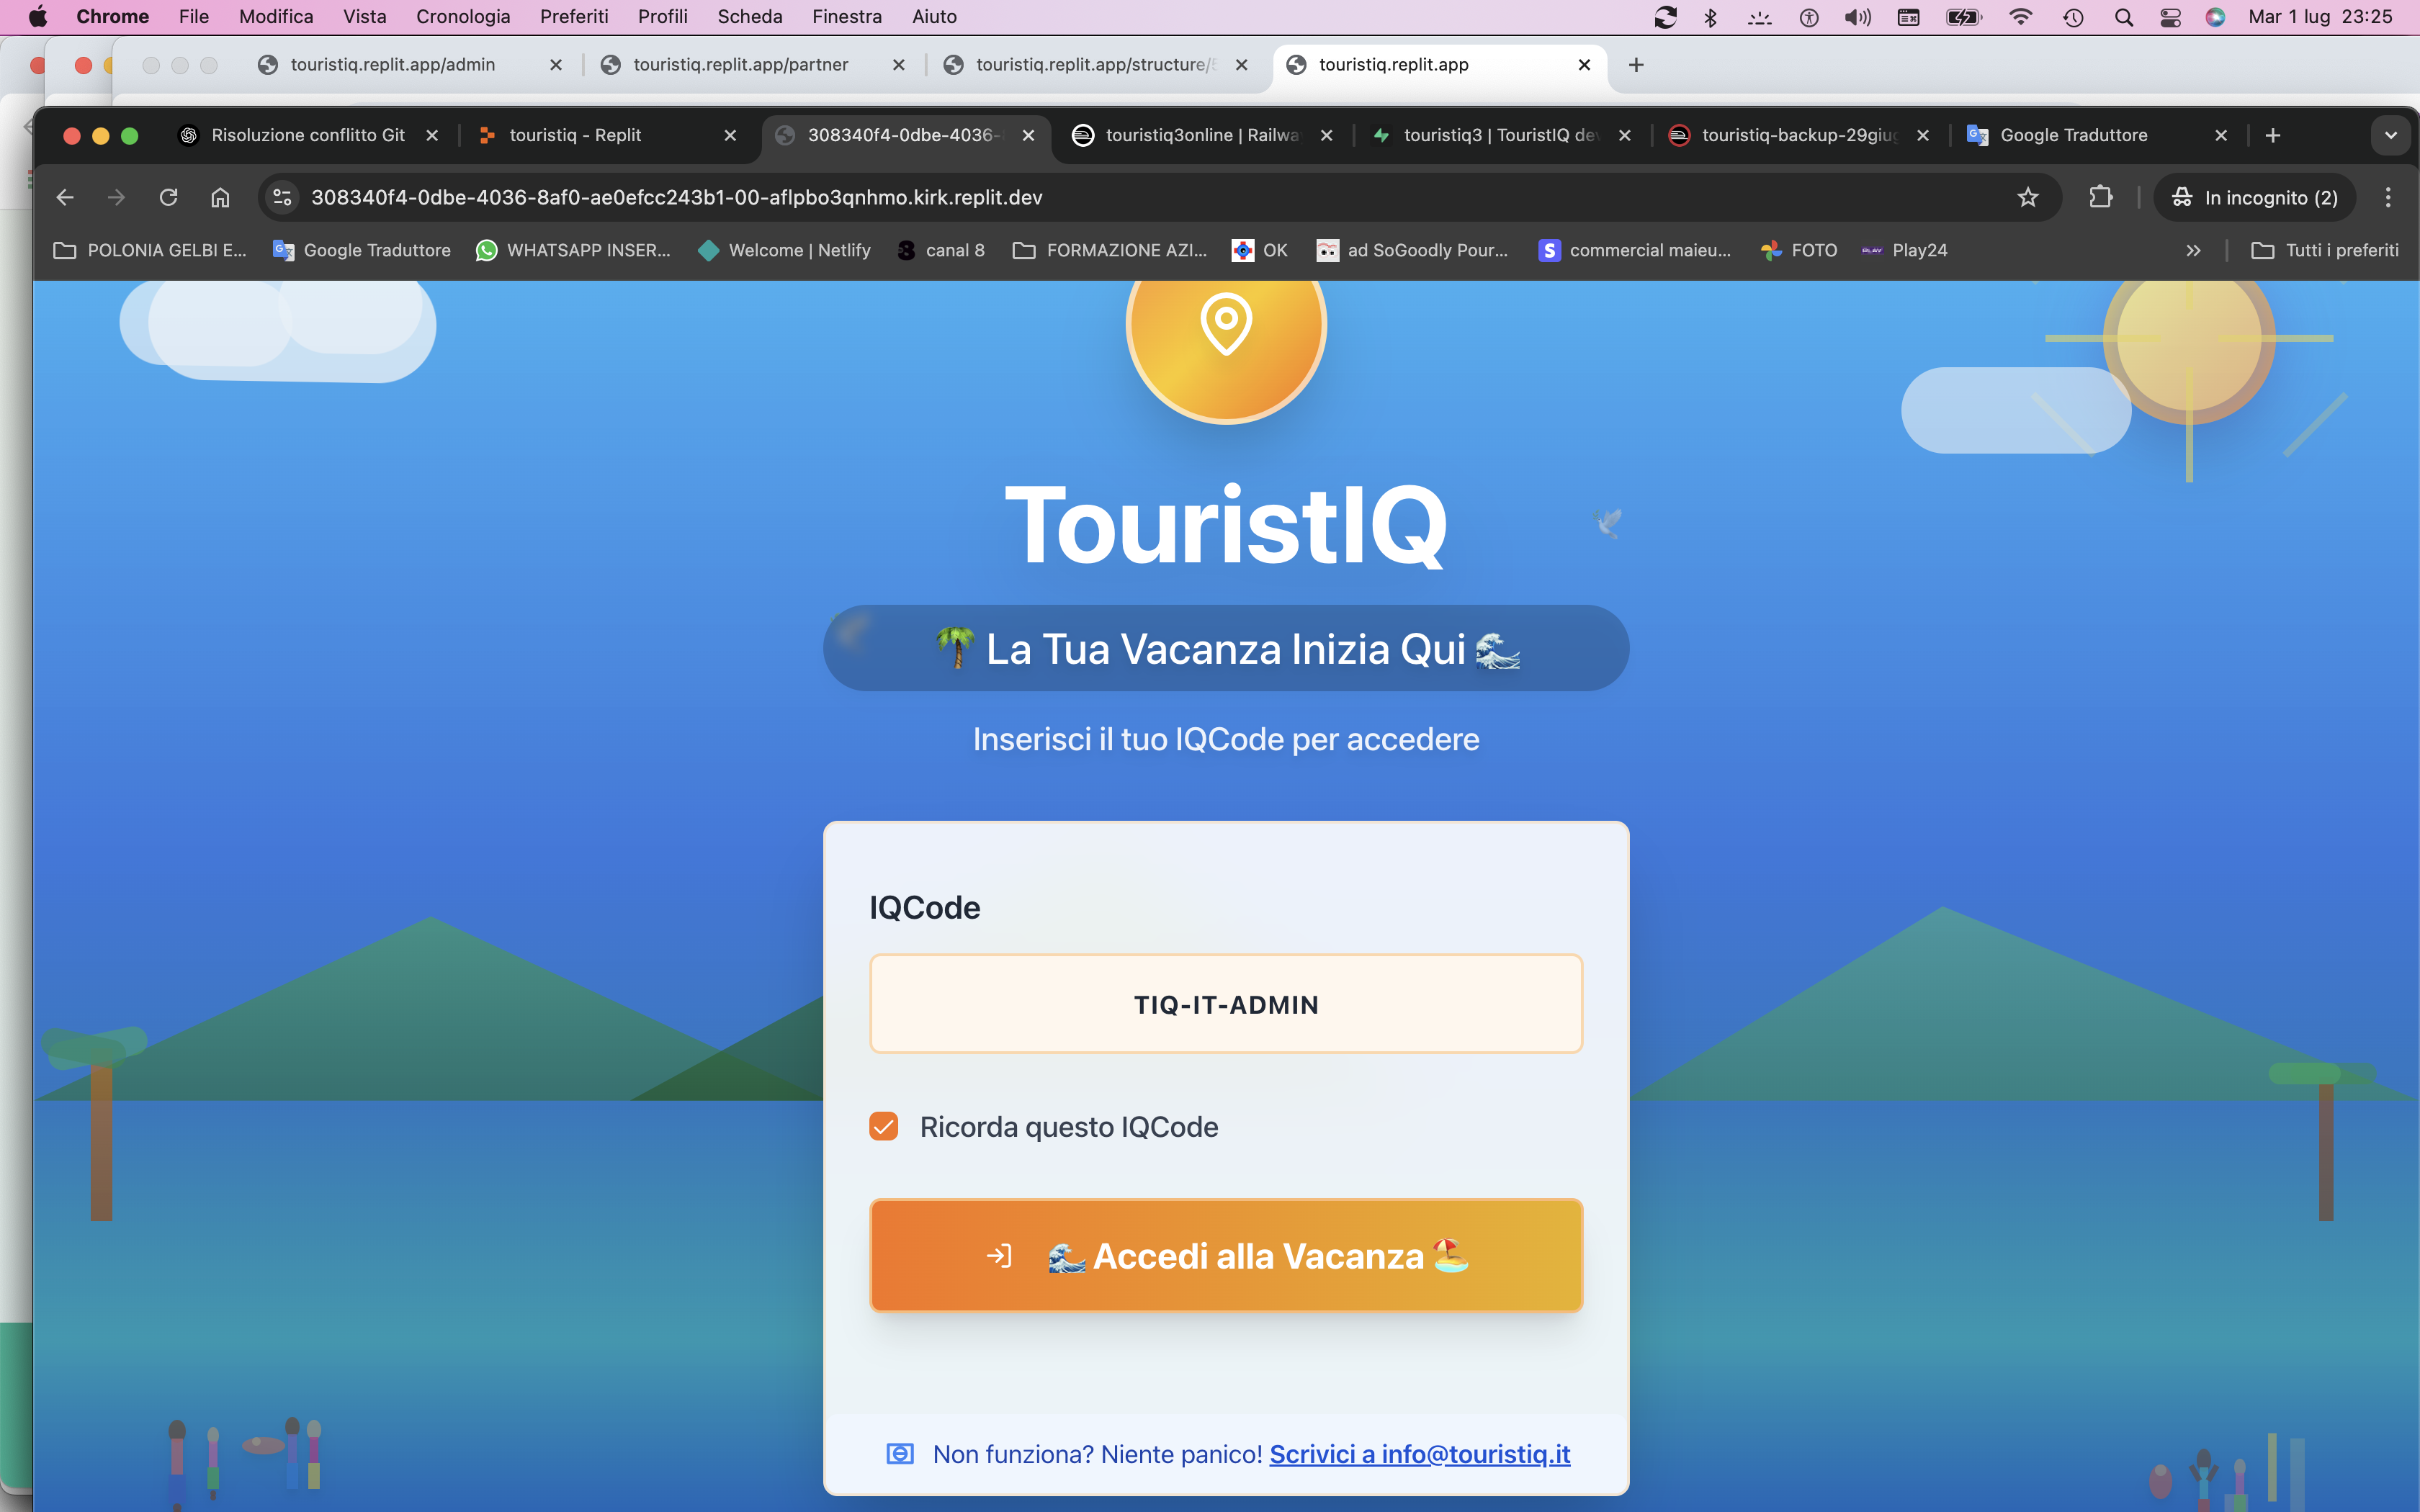 Chrome File Modifica Vista Cronologia Preferiti Profili Scheda Finestra Aiuto Mar 1 lug 23:25
touristiq.replit.app/admin touristiq.replit.app/partner touristiq.replit.app/structure/ touristiq.replit.app
Risoluzione conflitto Git touristiq - Replit 308340f4-0dbe-4036- touristiq3online | Railwa touristiq3 | TouristIQ de touristiq-backup-29giu Google Traduttore
308340f4-0dbe-4036-8af0-ae0efcc243b1-00-aflpbo3qnhmo.kirk.replit.dev In incognito (2)
POLONIA GELBI E... Google Traduttore WHATSAPP INSER... Welcome | Netlify canal 8 FORMAZIONE AZI... OK ad SoGoodly Pour... commercial maieu... FOTO Play24 Tutti i preferiti
TouristIQ
🌴 La Tua Vacanza Inizia Qui 🌊
Inserisci il tuo IQCode per accedere
IQCode
TIQ-IT-ADMIN
Ricorda questo IQCode
🌊 Accedi alla Vacanza 🏖️
Non funziona? Niente panico! Scrivici a info@touristiq.it